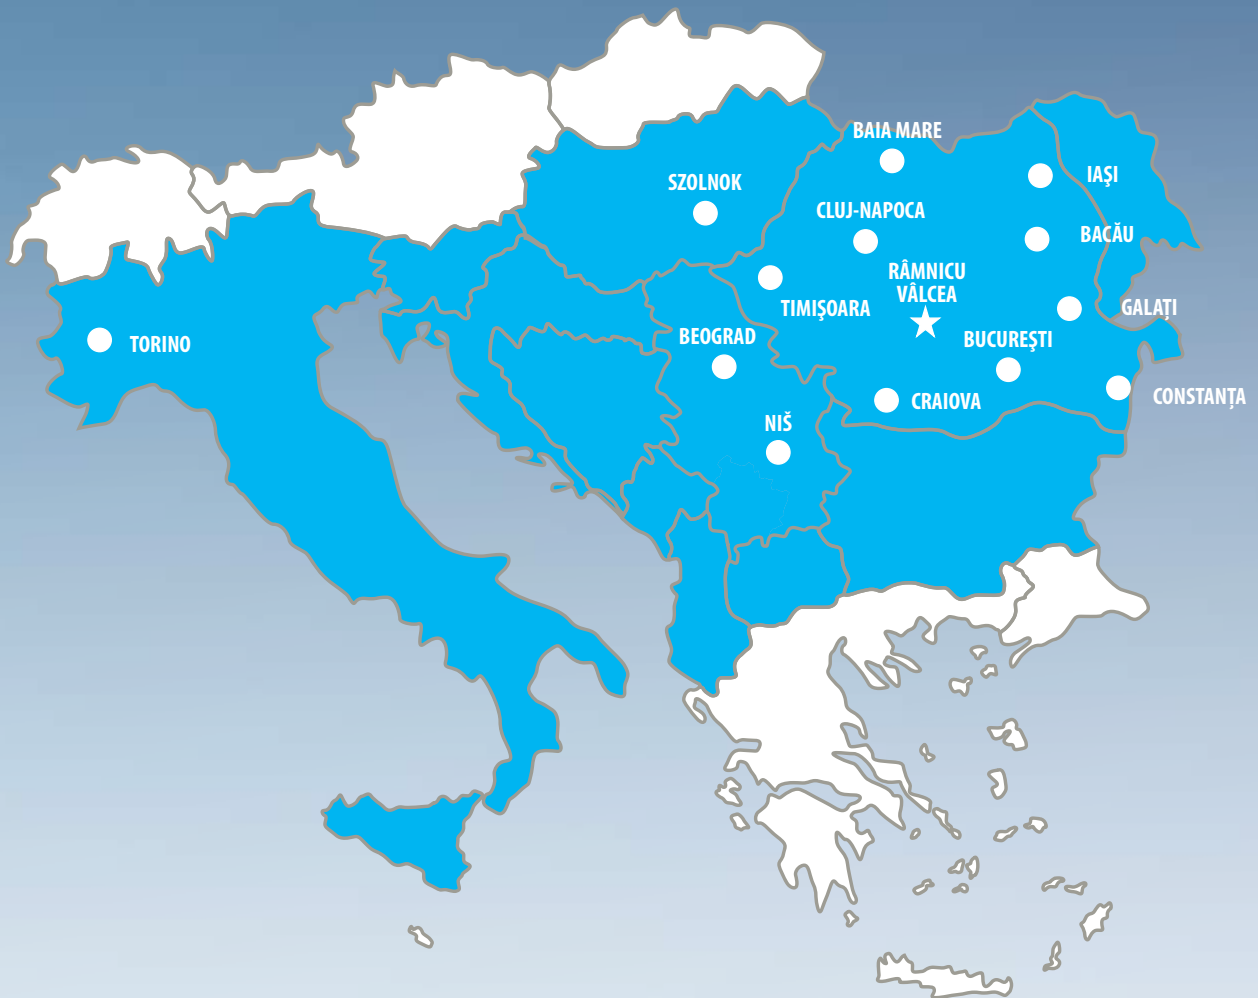 BAIA MARE
IAŞI
SZOLNOK
CLUJ-NAPOCA
BACĂU
RÂMNICU
VÂLCEA
TIMIŞOARA
GALAȚI
BEOGRAD
BUCUREŞTI
TORINO
CRAIOVA
CONSTANȚA
NIŠ